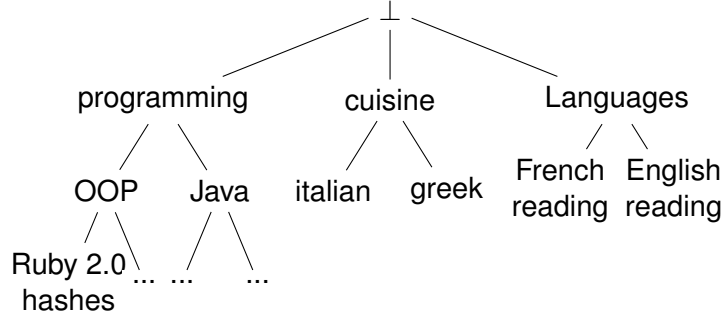 ⊥
programming
cuisine
Languages
OOP
Java
italian
greek
French
reading
English
reading
Ruby 2.0
hashes
...
...
...